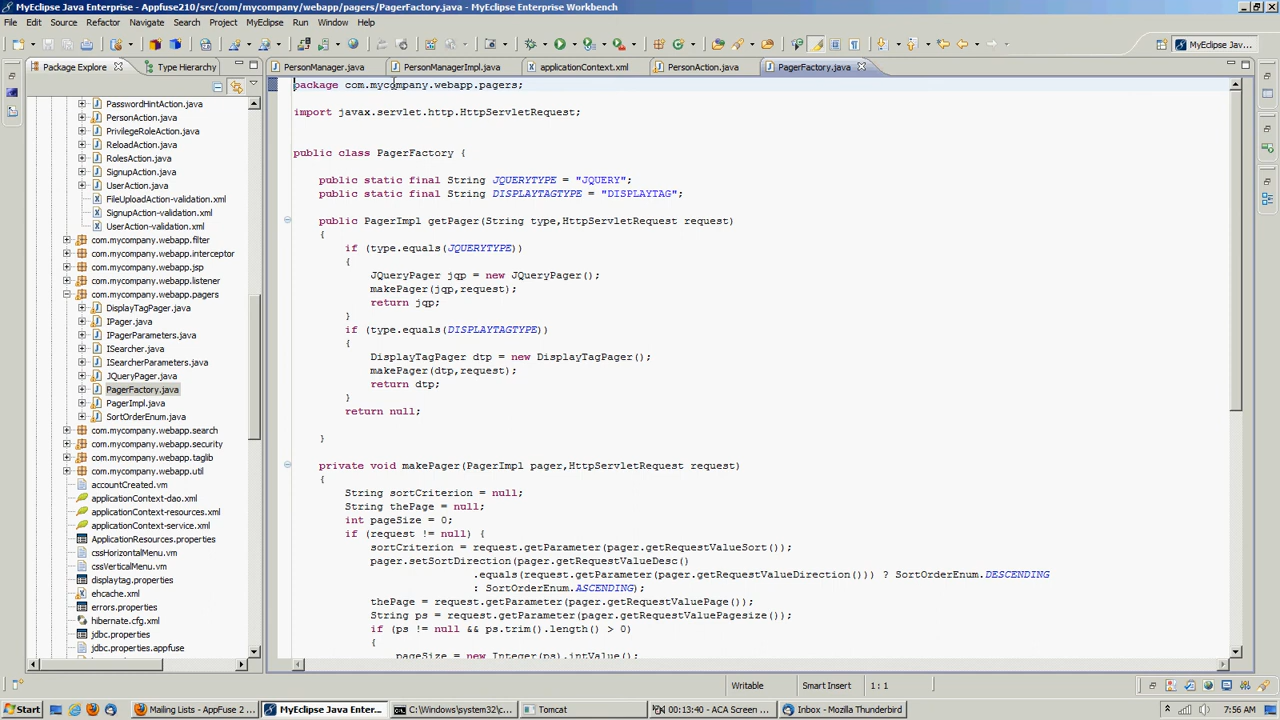 MyEclipse Java Enterprise - Appfuse210/src/com/mycompany/webapp/pagers/PagerFactory.java - MyEclipse Enterprise Workbench
File Edit Source Refactor Navigate Search Project MyEclipse Run Window Help
MyEclipse Jav...
Package Explore
Type Hierarchy
PersonManager.java
PersonManagerImpl.java
applicationContext.xml
PersonAction.java
PagerFactory.java
PasswordHintAction.java
PersonAction.java
PrivilegeRoleAction.java
ReloadAction.java
RolesAction.java
SignupAction.java
UserAction.java
FileUploadAction-validation.xml
SignupAction-validation.xml
UserAction-validation.xml
com.mycompany.webapp.filter
com.mycompany.webapp.interceptor
com.mycompany.webapp.jsp
com.mycompany.webapp.listener
com.mycompany.webapp.pagers
DisplayTagPager.java
IPager.java
IPagerParameters.java
ISearcher.java
ISearcherParameters.java
JQueryPager.java
PagerFactory.java
PagerImpl.java
SortOrderEnum.java
com.mycompany.webapp.search
com.mycompany.webapp.security
com.mycompany.webapp.taglib
com.mycompany.webapp.util
accountCreated.vm
applicationContext-dao.xml
applicationContext-resources.xml
applicationContext-service.xml
ApplicationResources.properties
cssHorizontalMenu.vm
cssVerticalMenu.vm
displaytag.properties
ehcache.xml
errors.properties
hibernate.cfg.xml
jdbc.properties
jdbc.properties.appfuse
package com.mycompany.webapp.pagers;
import javax.servlet.http.HttpServletRequest;
public class PagerFactory {
public static final String JQUERYTYPE = "JQUERY";
public static final String DISPLAYTAGTYPE = "DISPLAYTAG";
public PagerImpl getPager(String type,HttpServletRequest request)
{
if (type.equals(JQUERYTYPE))
{
JQueryPager jqp = new JQueryPager();
makePager(jqp,request);
return jqp;
}
if (type.equals(DISPLAYTAGTYPE))
{
DisplayTagPager dtp = new DisplayTagPager();
makePager(dtp,request);
return dtp;
}
return null;
}
private void makePager(PagerImpl pager,HttpServletRequest request)
{
String sortCriterion = null;
String thePage = null;
int pageSize = 0;
if (request != null) {
sortCriterion = request.getParameter(pager.getRequestValueSort());
pager.setSortDirection(pager.getRequestValueDesc()
.equals(request.getParameter(pager.getRequestValueDirection())) ? SortOrderEnum.DESCENDING
: SortOrderEnum.ASCENDING);
thePage = request.getParameter(pager.getRequestValuePage());
String ps = request.getParameter(pager.getRequestValuePagesize());
if (ps != null && ps.trim().length() > 0)
{
pageSize = new Integer(ps).intValue();
Writable
Smart Insert
1 : 1
Start
Mailing Lists - AppFuse 2 ...
MyEclipse Java Enter...
C:\Windows\system32\c...
Tomcat
00:13:40 - ACA Screen ...
Inbox - Mozilla Thunderbird
7:56 AM